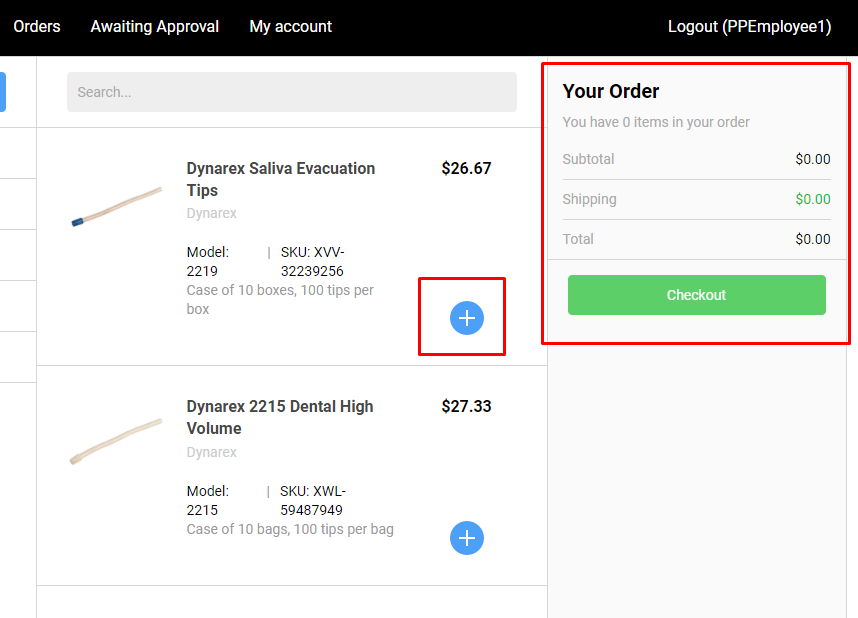 Orders Awaiting Approval My account Logout (PPEmployee1)
Search...
Dynarex Saliva Evacuation
Tips
$26.67
Dynarex
Model: | SKU: XVV-
2219 32239256
Case of 10 boxes, 100 tips per
box
Dynarex 2215 Dental High
Volume
$27.33
Dynarex
Model: | SKU: XWL-
2215 59487949
Case of 10 bags, 100 tips per bag
Your Order
You have 0 items in your order
Subtotal $0.00
Shipping $0.00
Total $0.00
Checkout